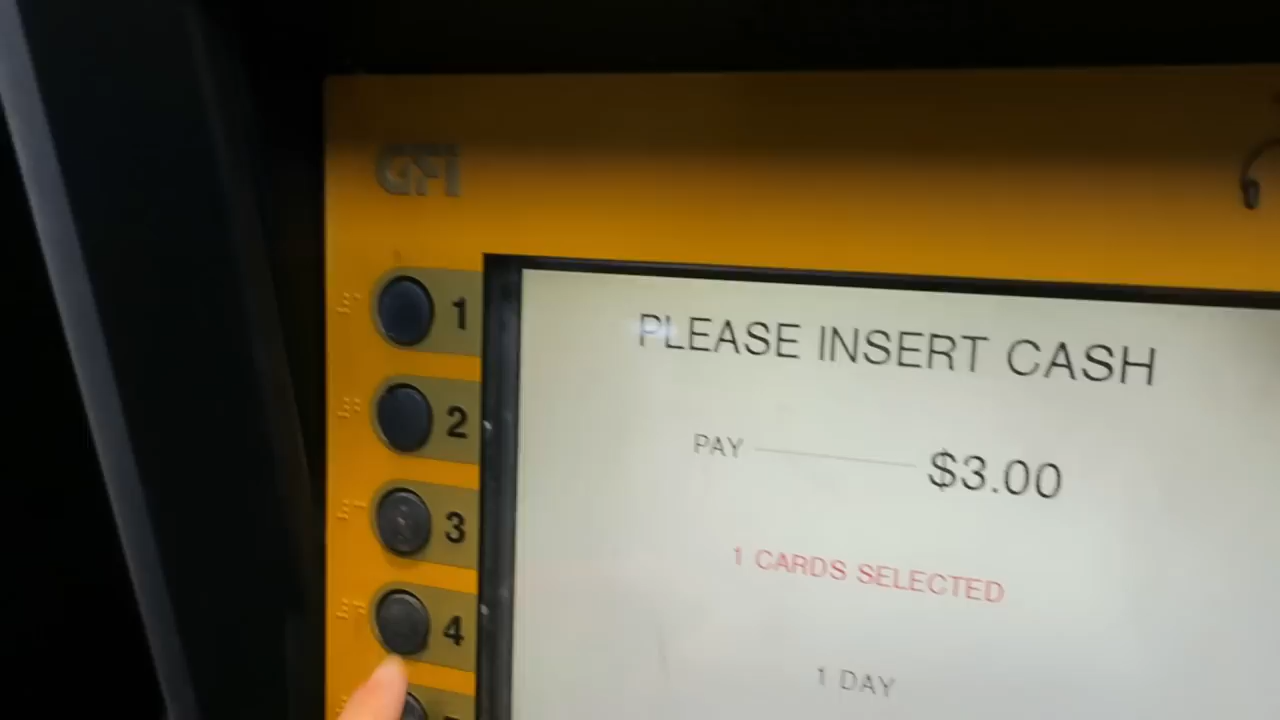 GFI
1
PLEASE INSERT CASH
2
PAY $3.00
3
1 CARDS SELECTED
4
1 DAY